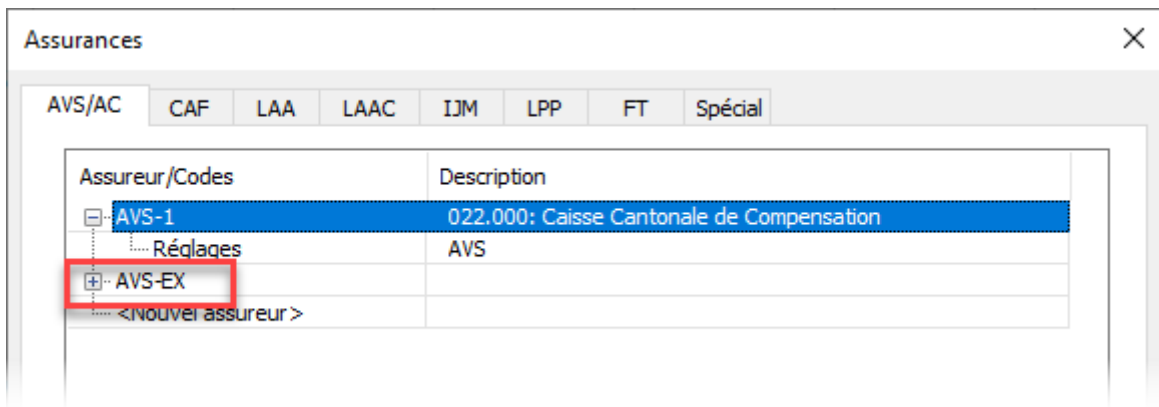 Assurances
AVS/AC CAF LAA LAAC IJM LPP FT Spécial
Assureur/Codes Description
AVS-1 022.000: Caisse Cantonale de Compensation
Réglages AVS
AVS-EX
<Nouvel assureur>